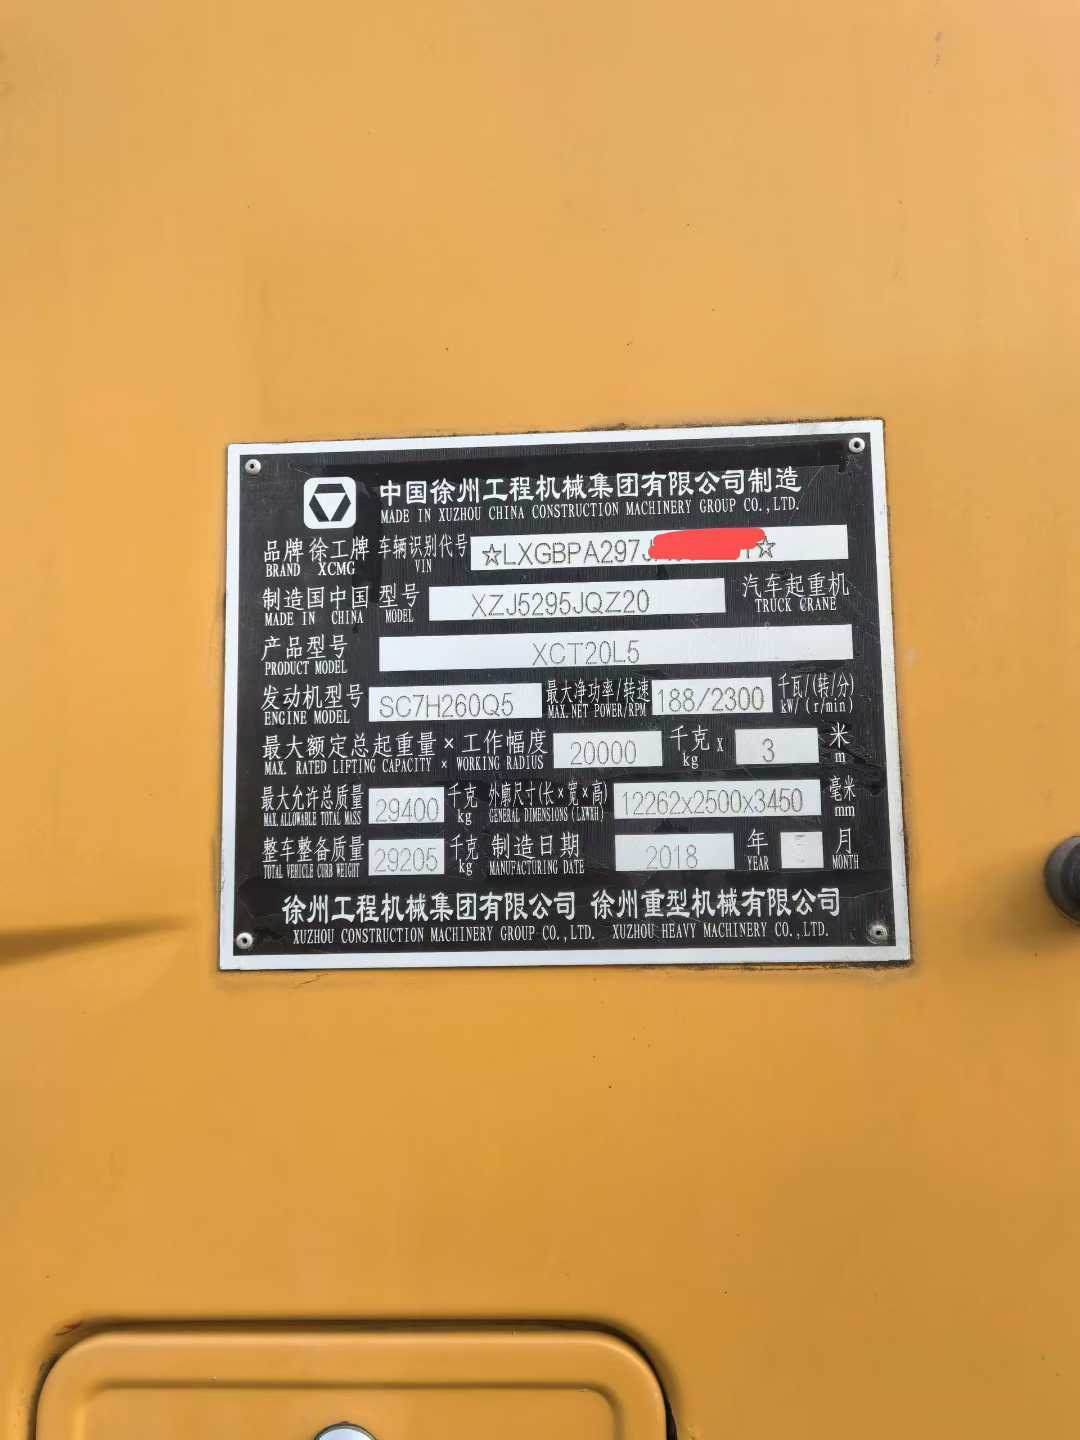 中国徐州工程机械集团有限公司制造
MADE IN XUZHOU CHINA CONSTRUCTION MACHINERY GROUP CO.,LTD.
品牌 徐工牌 车辆识别代号 ☆LXGBPA297J ☆
BRAND XCMG VIN
制造国中国 型号 XZJ5295JQZ20 汽车起重机
MADE IN CHINA MODEL TRUCK CRANE
产品型号 XCT20L5
PRODUCT MODEL
发动机型号 SC7H260Q5 最大净功率/转速 188/2300 千瓦/(转/分)
ENGINE MODEL MAX. NET POWER/RPM kW/(r/min)
最大额定总起重量×工作幅度 20000 千克 x 3 米
MAX. RATED LIFTING CAPACITY × WORKING RADIUS kg m
最大允许总质量 29400 千克 外廓尺寸(长×宽×高) 12262x2500x3450 毫米
MAX. ALLOWABLE TOTAL MASS kg GENERAL DIMENSIONS (LXWXH) mm
整车整备质量 29205 千克 制造日期 2018 年 月
TOTAL VEHICLE CURB WEIGHT kg MANUFACTURING DATE YEAR MONTH
徐州工程机械集团有限公司 徐州重型机械有限公司
XUZHOU CONSTRUCTION MACHINERY GROUP CO.,LTD. XUZHOU HEAVY MACHINERY CO.,LTD.